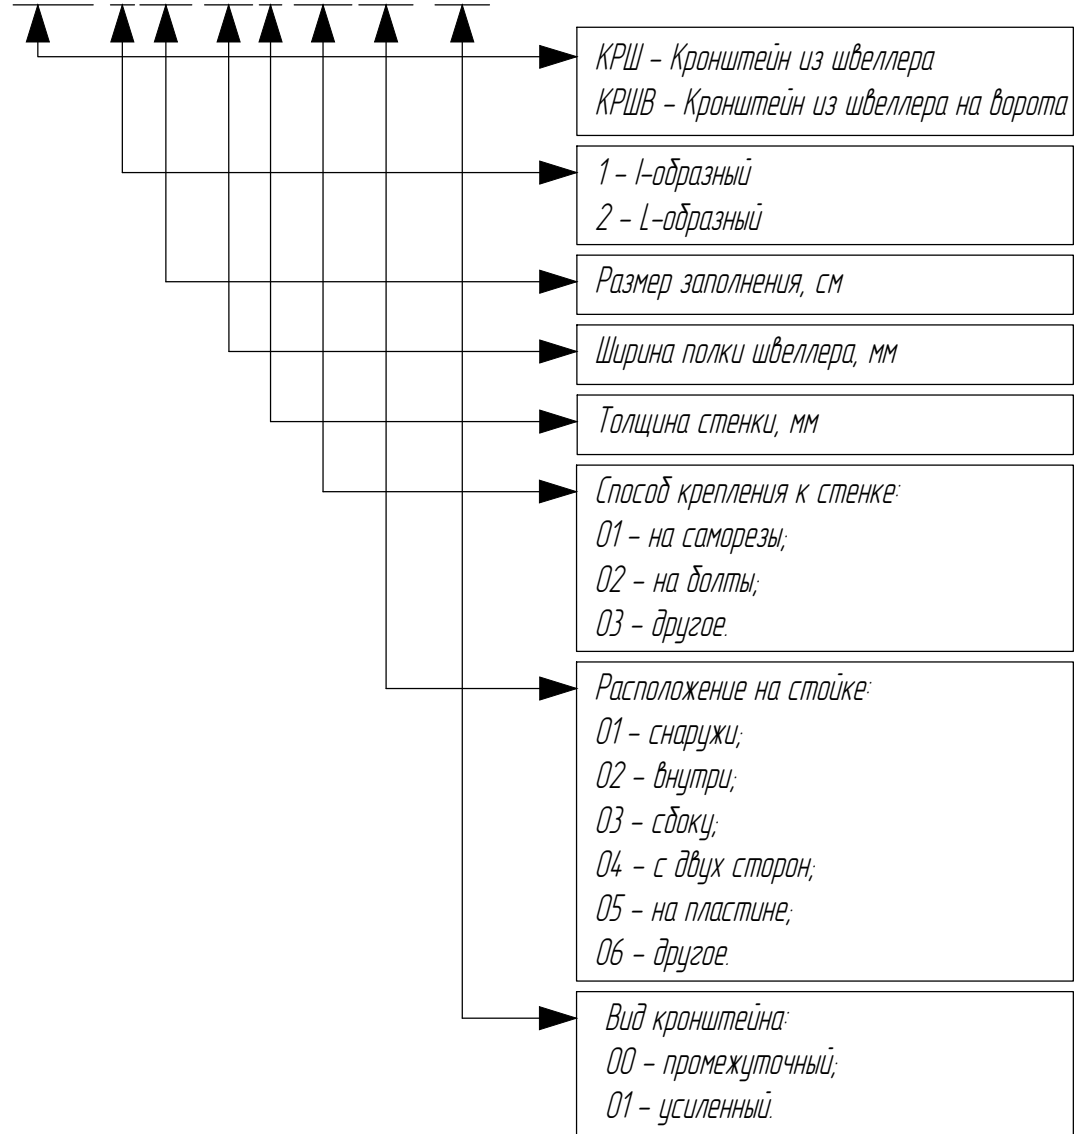 КРШ – Кронштейн из швеллера
КРШВ – Кронштейн из швеллера на ворота
1 – I-образный
2 – L-образный
Размер заполнения, см
Ширина полки швеллера, мм
Толщина стенки, мм
Способ крепления к стенке:
01 – на саморезы;
02 – на болты;
03 – другое.
Расположение на стойке:
01 – снаружи;
02 – внутри;
03 – сбоку;
04 – с двух сторон;
05 – на пластине;
06 – другое.
Вид кронштейна:
00 – промежуточный;
01 – усиленный.